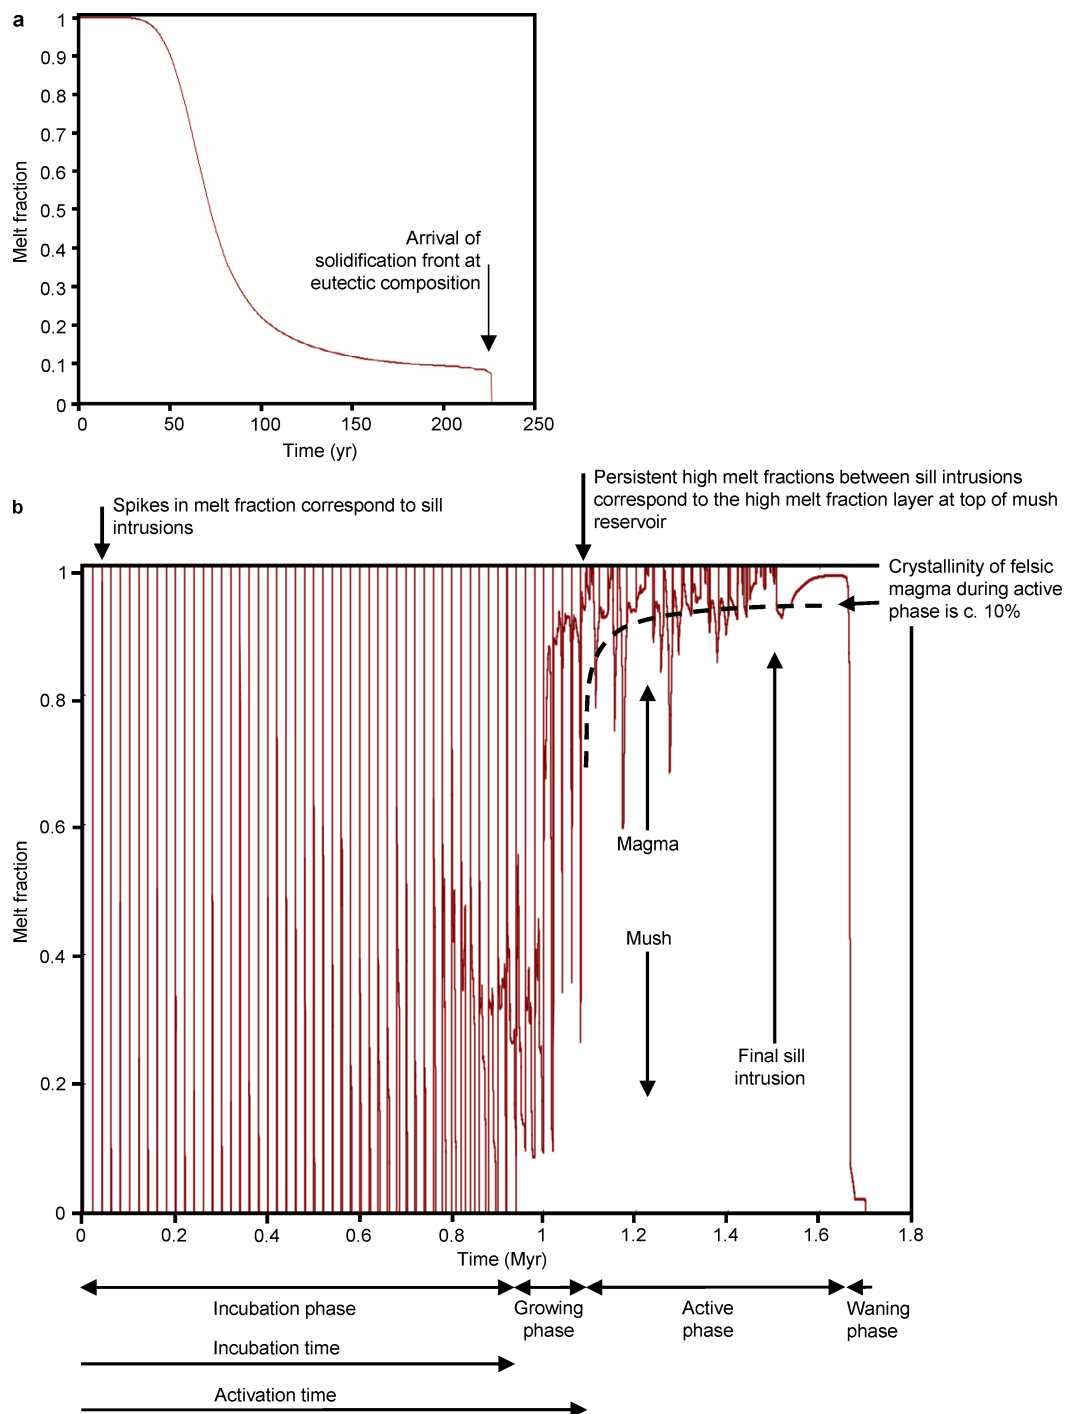 a
1
0.9
0.8
0.7
0.6
0.5
0.4
0.3
0.2
0.1
0
Melt fraction
Arrival of
solidification front at
eutectic composition
0
50
100
150
200
250
Time (yr)
b
Spikes in melt fraction correspond to sill
intrusions
Persistent high melt fractions between sill intrusions
correspond to the high melt fraction layer at top of mush
reservoir
Crystallinity of felsic
magma during active
phase is c. 10%
1
0.8
0.6
0.4
0.2
0
Melt fraction
Magma
Mush
Final sill
intrusion
0
0.2
0.4
0.6
0.8
1
1.2
1.4
1.6
1.8
Time (Myr)
Incubation phase
Growing
phase
Active
phase
Waning
phase
Incubation time
Activation time